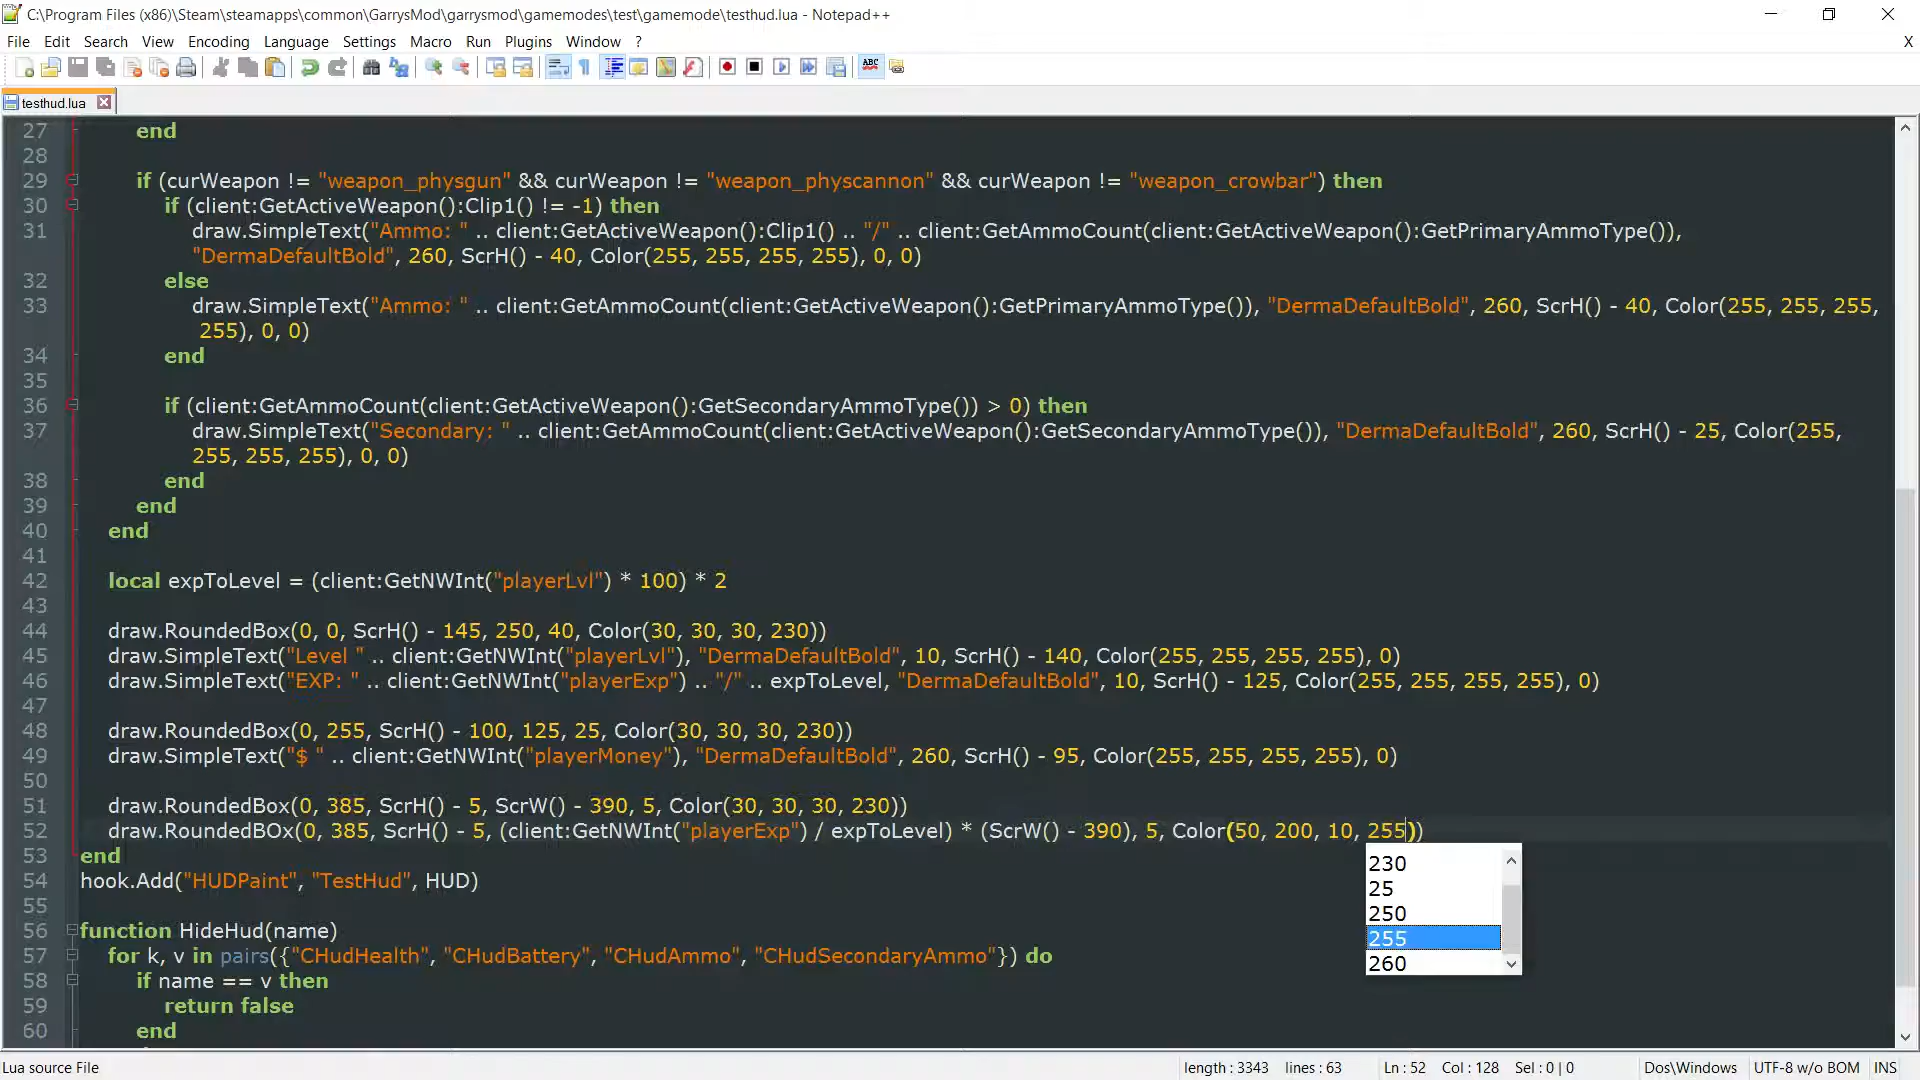 C:\Program Files (x86)\Steam\steamapps\common\GarrysMod\garrysmod\gamemodes\test\gamemode\testhud.lua - Notepad++
File Edit Search View Encoding Language Settings Macro Run Plugins Window ? X
ABC
testhud.lua
27 end
28
29 if (curWeapon != "weapon_physgun" && curWeapon != "weapon_physcannon" && curWeapon != "weapon_crowbar") then
30 if (client:GetActiveWeapon():Clip1() != -1) then
31 draw.SimpleText("Ammo: " .. client:GetActiveWeapon():Clip1() .. "/" .. client:GetAmmoCount(client:GetActiveWeapon():GetPrimaryAmmoType()),
"DermaDefaultBold", 260, ScrH() - 40, Color(255, 255, 255, 255), 0, 0)
32 else
33 draw.SimpleText("Ammo: " .. client:GetAmmoCount(client:GetActiveWeapon():GetPrimaryAmmoType()), "DermaDefaultBold", 260, ScrH() - 40, Color(255, 255, 255,
255), 0, 0)
34 end
35
36 if (client:GetAmmoCount(client:GetActiveWeapon():GetSecondaryAmmoType()) > 0) then
37 draw.SimpleText("Secondary: " .. client:GetAmmoCount(client:GetActiveWeapon():GetSecondaryAmmoType()), "DermaDefaultBold", 260, ScrH() - 25, Color(255,
255, 255, 255), 0, 0)
38 end
39 end
40 end
41
42 local expToLevel = (client:GetNWInt("playerLvl") * 100) * 2
43
44 draw.RoundedBox(0, 0, ScrH() - 145, 250, 40, Color(30, 30, 30, 230))
45 draw.SimpleText("Level " .. client:GetNWInt("playerLvl"), "DermaDefaultBold", 10, ScrH() - 140, Color(255, 255, 255, 255), 0)
46 draw.SimpleText("EXP: " .. client:GetNWInt("playerExp") .. "/" .. expToLevel, "DermaDefaultBold", 10, ScrH() - 125, Color(255, 255, 255, 255), 0)
47
48 draw.RoundedBox(0, 255, ScrH() - 100, 125, 25, Color(30, 30, 30, 230))
49 draw.SimpleText("$ " .. client:GetNWInt("playerMoney"), "DermaDefaultBold", 260, ScrH() - 95, Color(255, 255, 255, 255), 0)
50
51 draw.RoundedBox(0, 385, ScrH() - 5, ScrW() - 390, 5, Color(30, 30, 30, 230))
52 draw.RoundedBOx(0, 385, ScrH() - 5, (client:GetNWInt("playerExp") / expToLevel) * (ScrW() - 390), 5, Color(50, 200, 10, 255))
53 end
54 hook.Add("HUDPaint", "TestHud", HUD)
55
56 function HideHud(name)
57 for k, v in pairs({"CHudHealth", "CHudBattery", "CHudAmmo", "CHudSecondaryAmmo"}) do
58 if name == v then
59 return false
60 end
230
25
250
255
260
Lua source File length : 3343 lines : 63 Ln : 52 Col : 128 Sel : 0 | 0 Dos\Windows UTF-8 w/o BOM INS